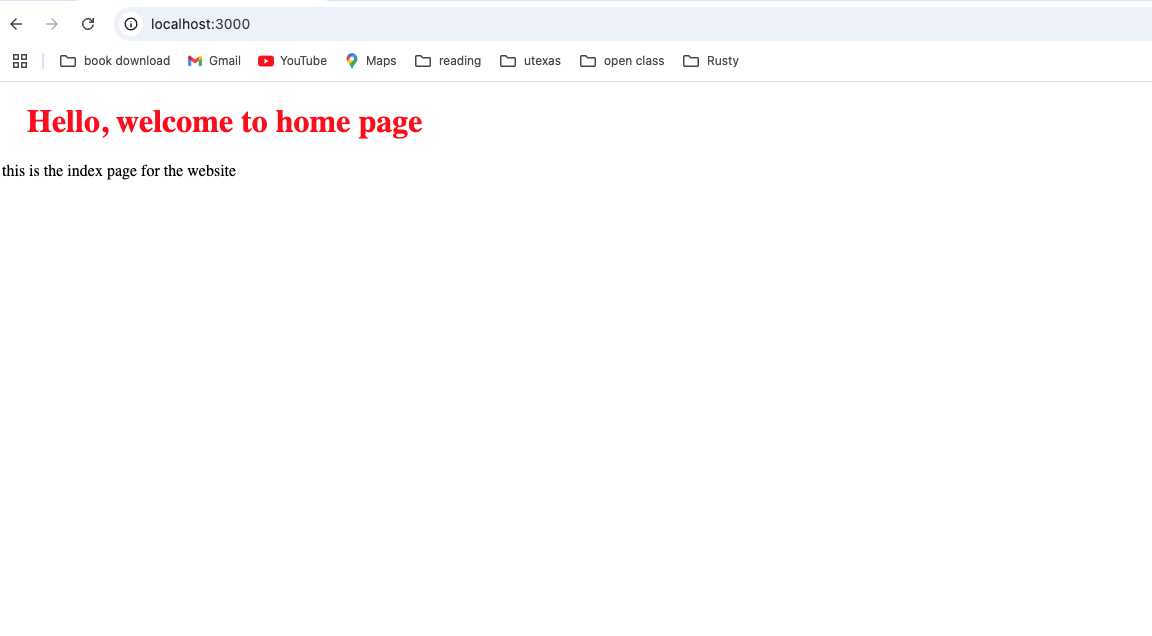 localhost:3000
book download Gmail YouTube Maps reading utexas open class Rusty
Hello, welcome to home page
this is the index page for the website